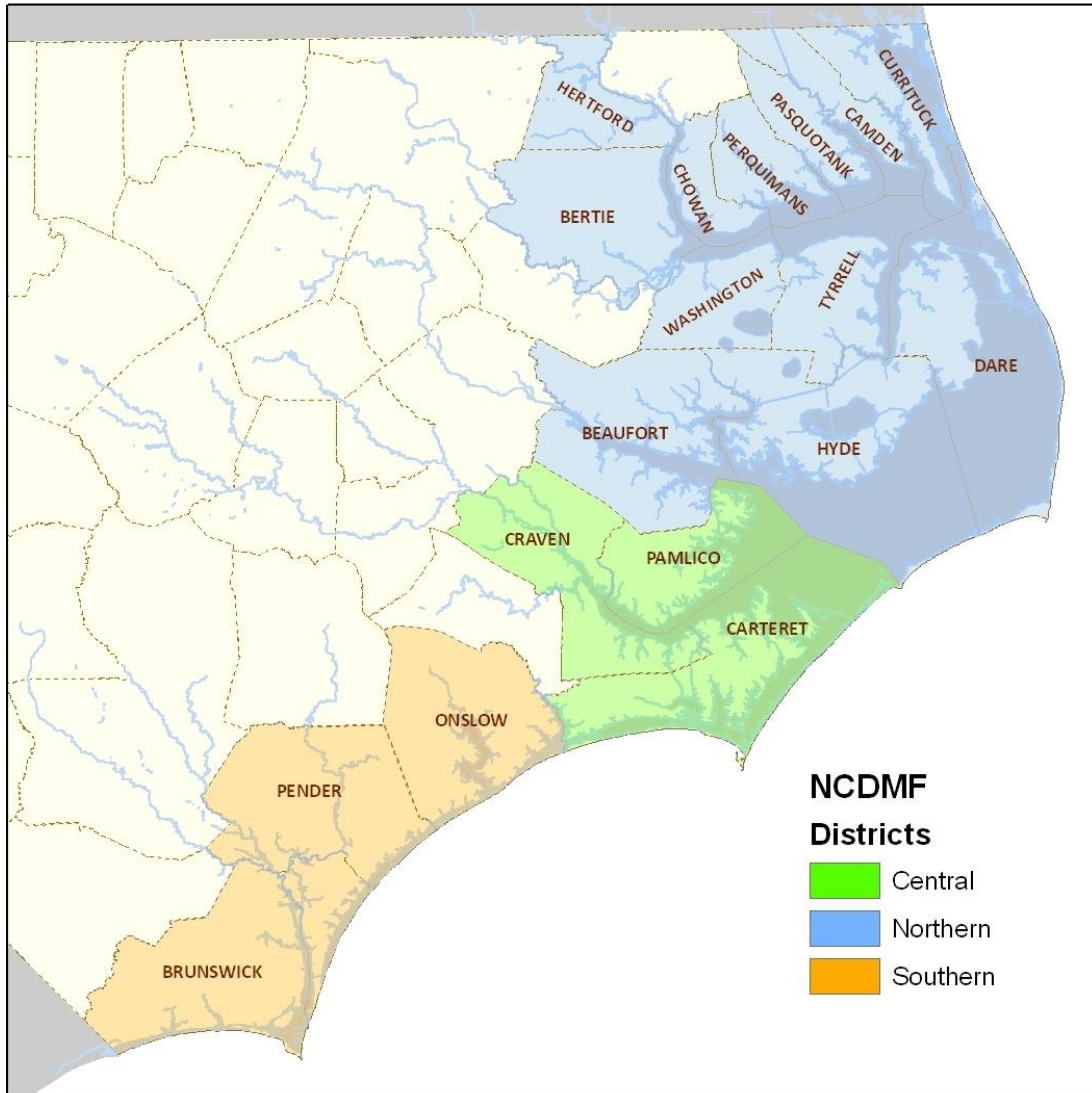 HERTFORD
CURRITUCK
PASQUOTANK
CAMDEN
PERQUIMANS
CHOWAN
BERTIE
WASHINGTON
TYRRELL
DARE
BEAUFORT
HYDE
CRAVEN
PAMLICO
CARTERET
ONSLOW
PENDER
BRUNSWICK
NCDMF
Districts
Central
Northern
Southern